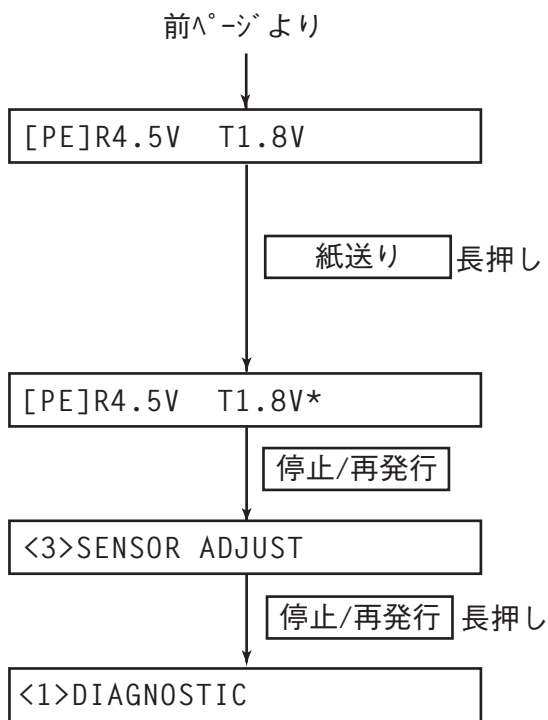 前ﾍﾟｰｼﾞより
[PE]R4.5V  T1.8V
紙送り 長押し
[PE]R4.5V  T1.8V*
停止/再発行
<3>SENSOR ADJUST
停止/再発行 長押し
<1>DIAGNOSTIC